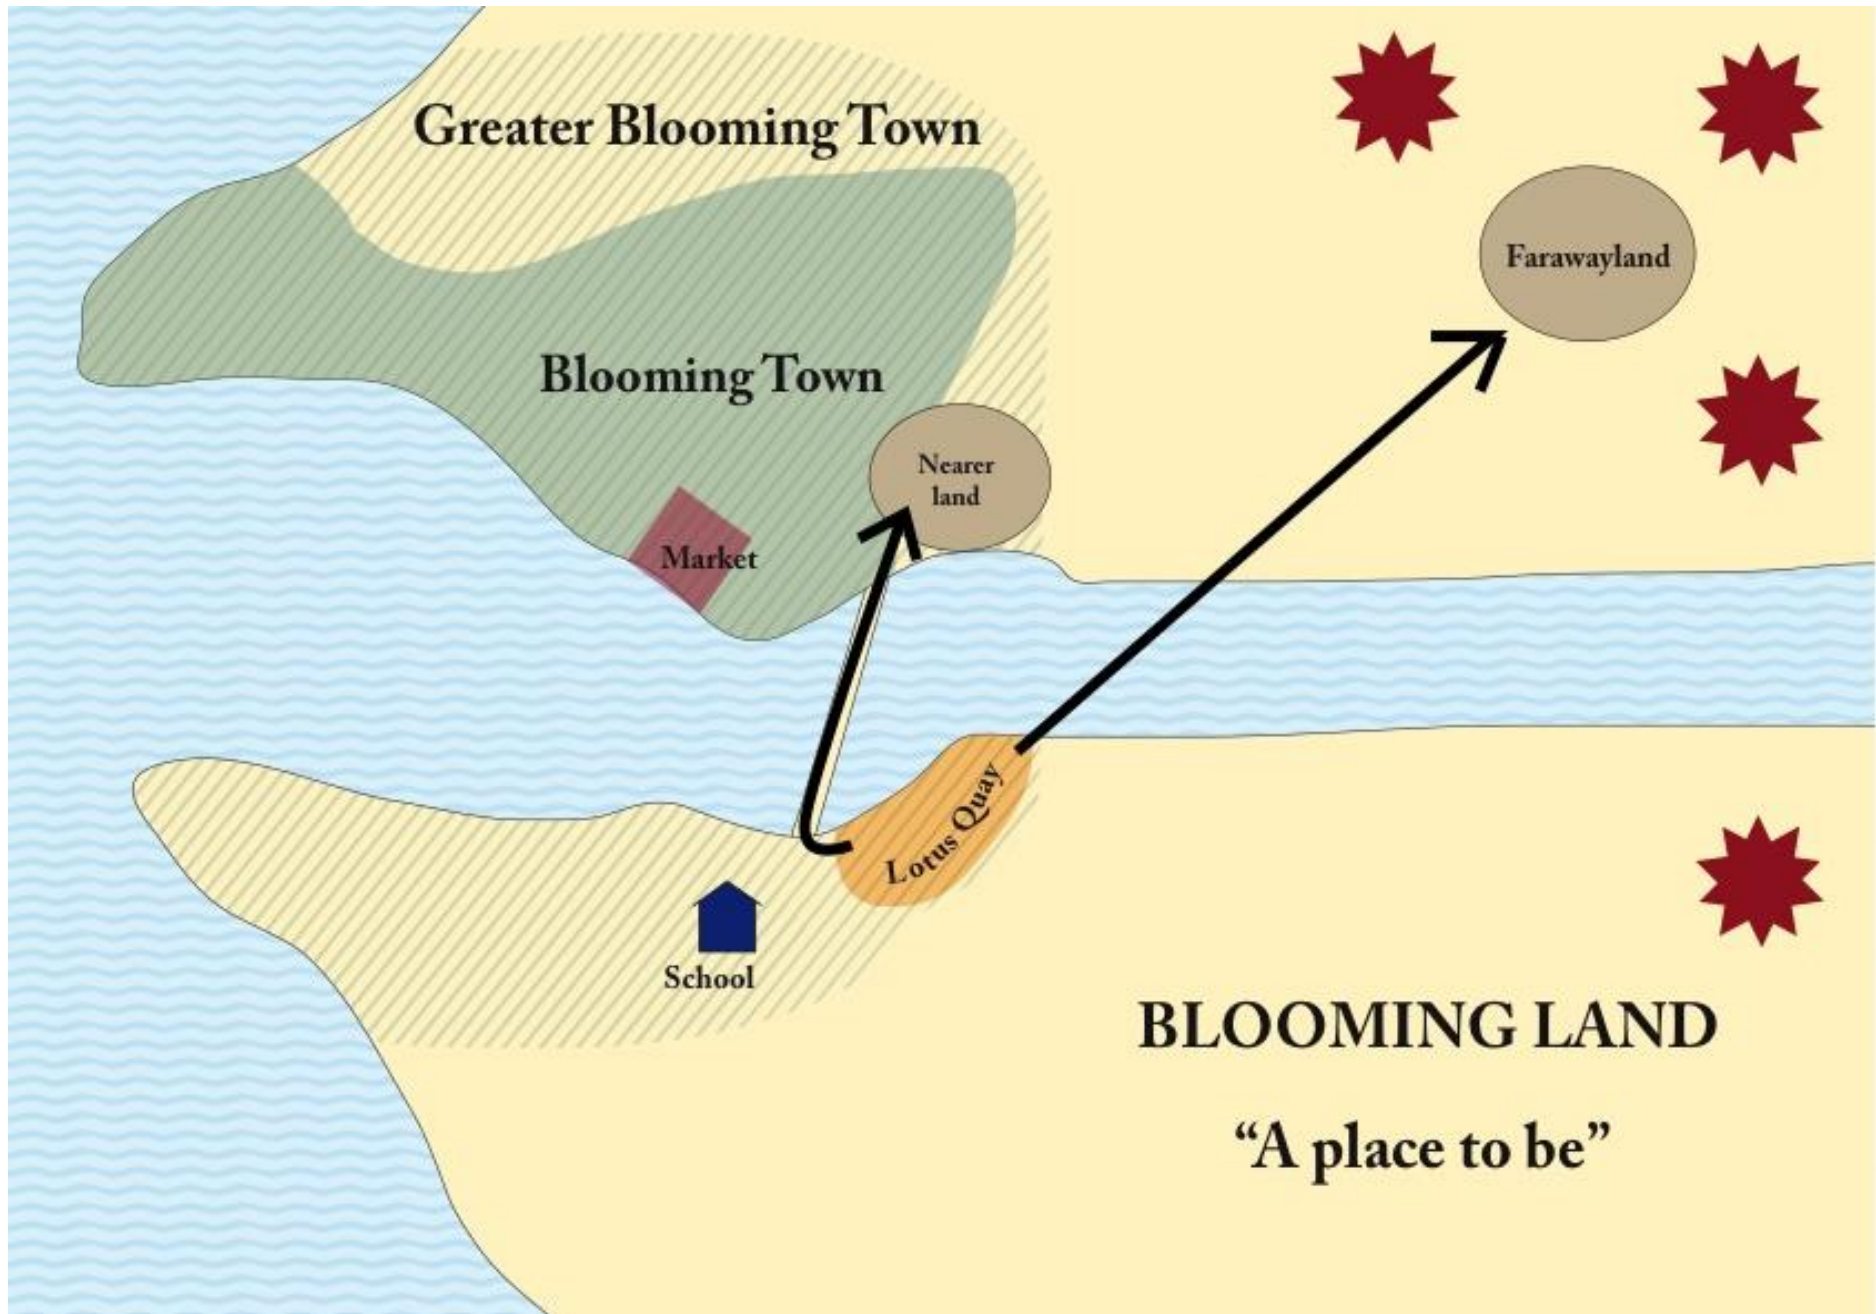 Greater Blooming Town
Farawayland
Blooming Town
Nearer
land
Market
Lotus Quay
School
BLOOMING LAND
“A place to be”